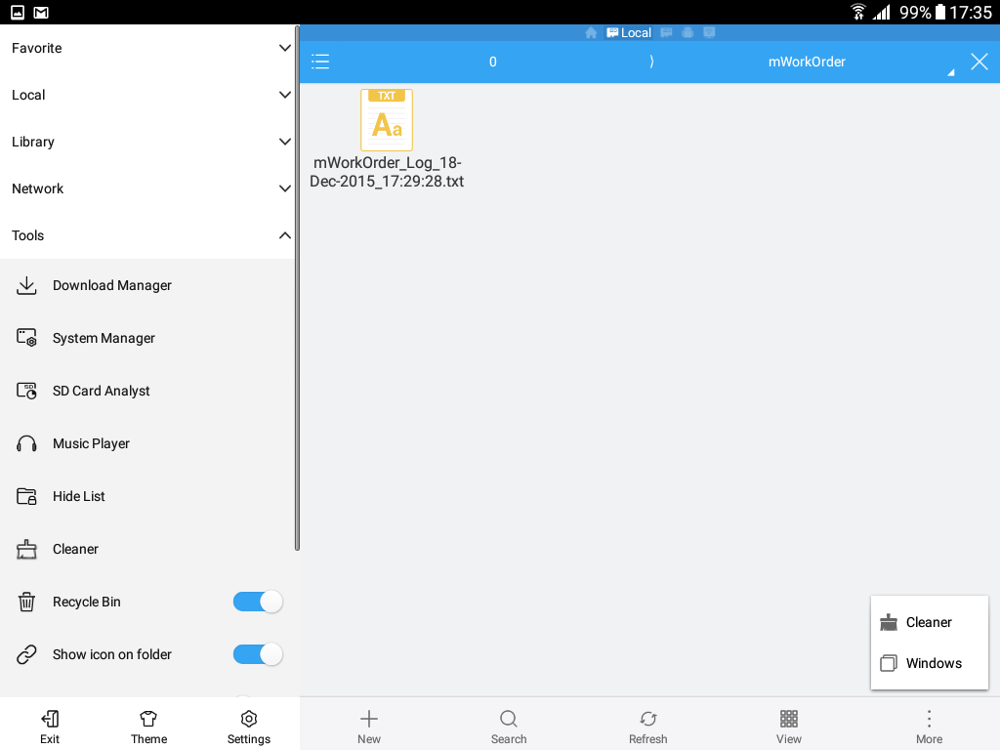 99% 17:35
Favorite
Local
Library
Network
Tools
Download Manager
System Manager
SD Card Analyst
Music Player
Hide List
Cleaner
Recycle Bin
Show icon on folder
Exit
Theme
Settings
Local
0
mWorkOrder
TXT
Aa
mWorkOrder_Log_18-
Dec-2015_17:29:28.txt
Cleaner
Windows
New
Search
Refresh
View
More